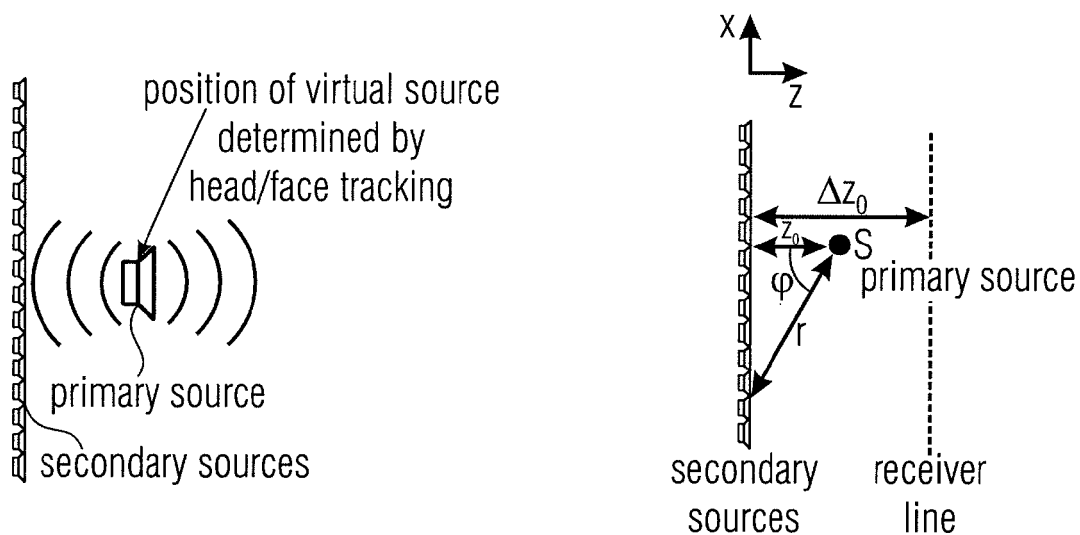 position of virtual source
determined by
head/face tracking
primary source
secondary sources
x
z
Δz₀
z₀
S
φ
primary source
r
secondary
sources
receiver
line